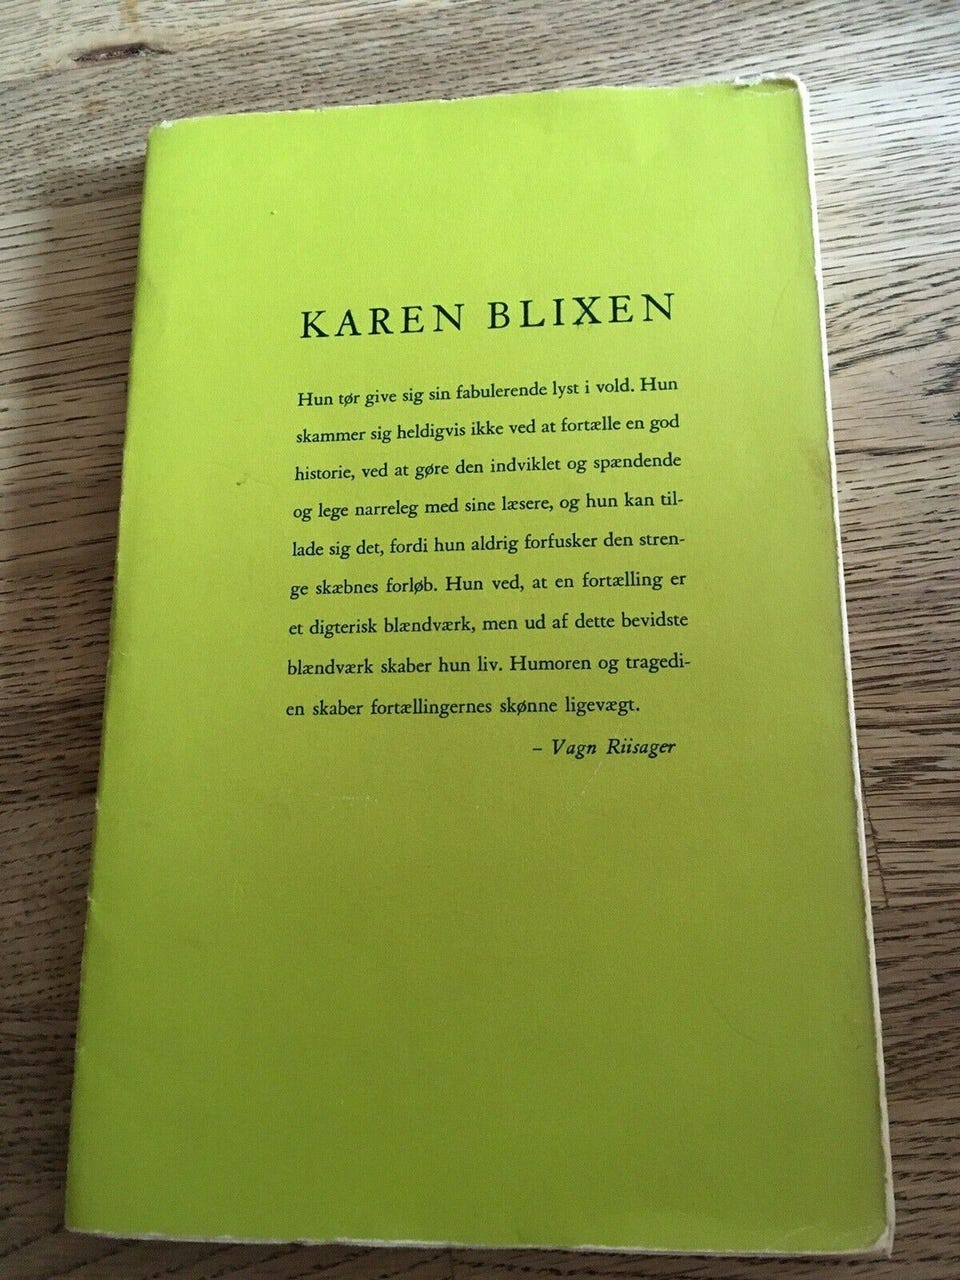 KAREN BLIXEN
Hun tør give sig sin fabulerende lyst i vold. Hun
skammer sig heldigvis ikke ved at fortælle en god
historie, ved at gøre den indviklet og spændende
og lege narreleg med sine læsere, og hun kan til-
lade sig det, fordi hun aldrig forfusker den stren-
ge skæbnes forløb. Hun ved, at en fortælling er
et digterisk blændværk, men ud af dette bevidste
blændværk skaber hun liv. Humoren og tragedi-
en skaber fortællingernes skønne ligevægt.
– Vagn Riisager